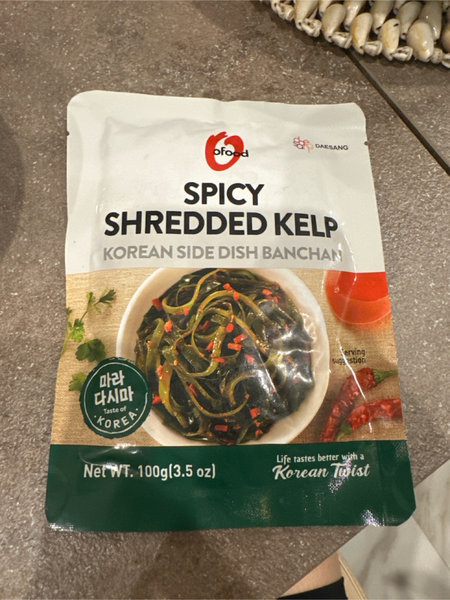 ofood
daesang DAESANG
SPICY
SHREDDED KELP
KOREAN SIDE DISH BANCHAN
Serving
suggestion
마라
다시마
Taste of
• KOREA •
Net WT. 100g(3.5 oz)
Life tastes better with a
Korean Twist